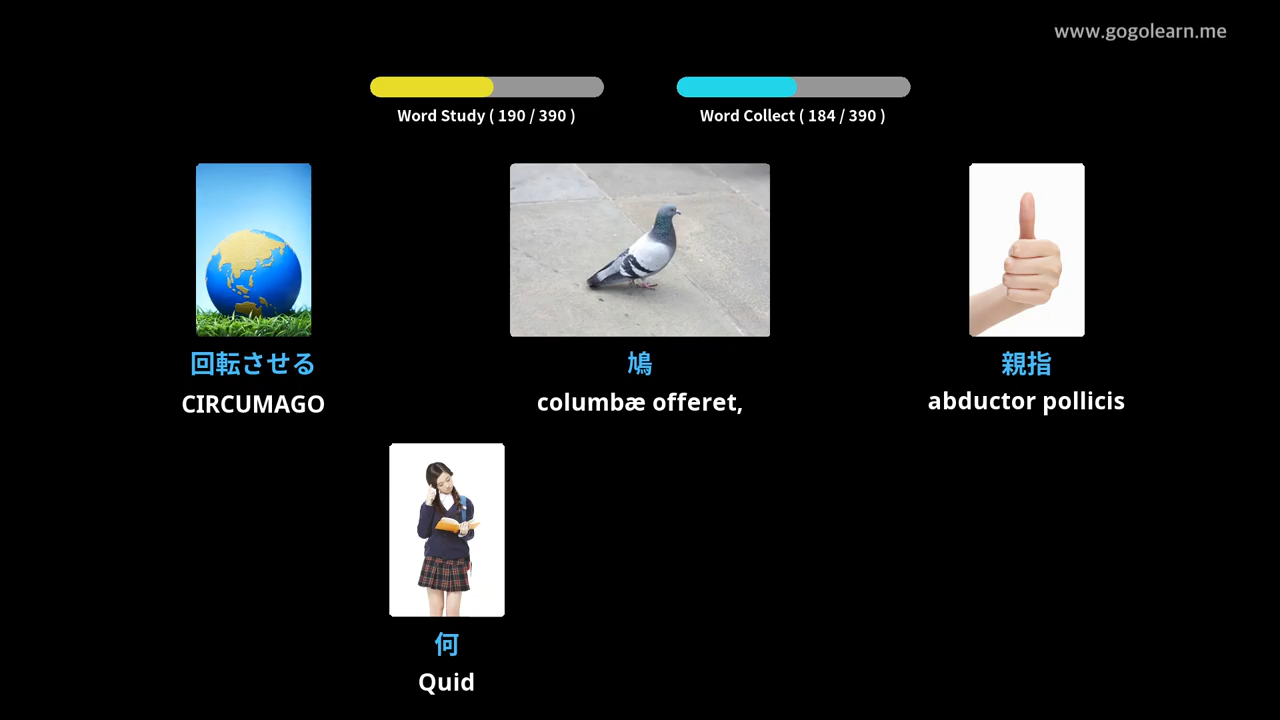 www.gogolearn.me
Word Study ( 190 / 390 )
Word Collect ( 184 / 390 )
回転させる
CIRCUMAGO
鳩
columbæ offeret,
親指
abductor pollicis
何
Quid